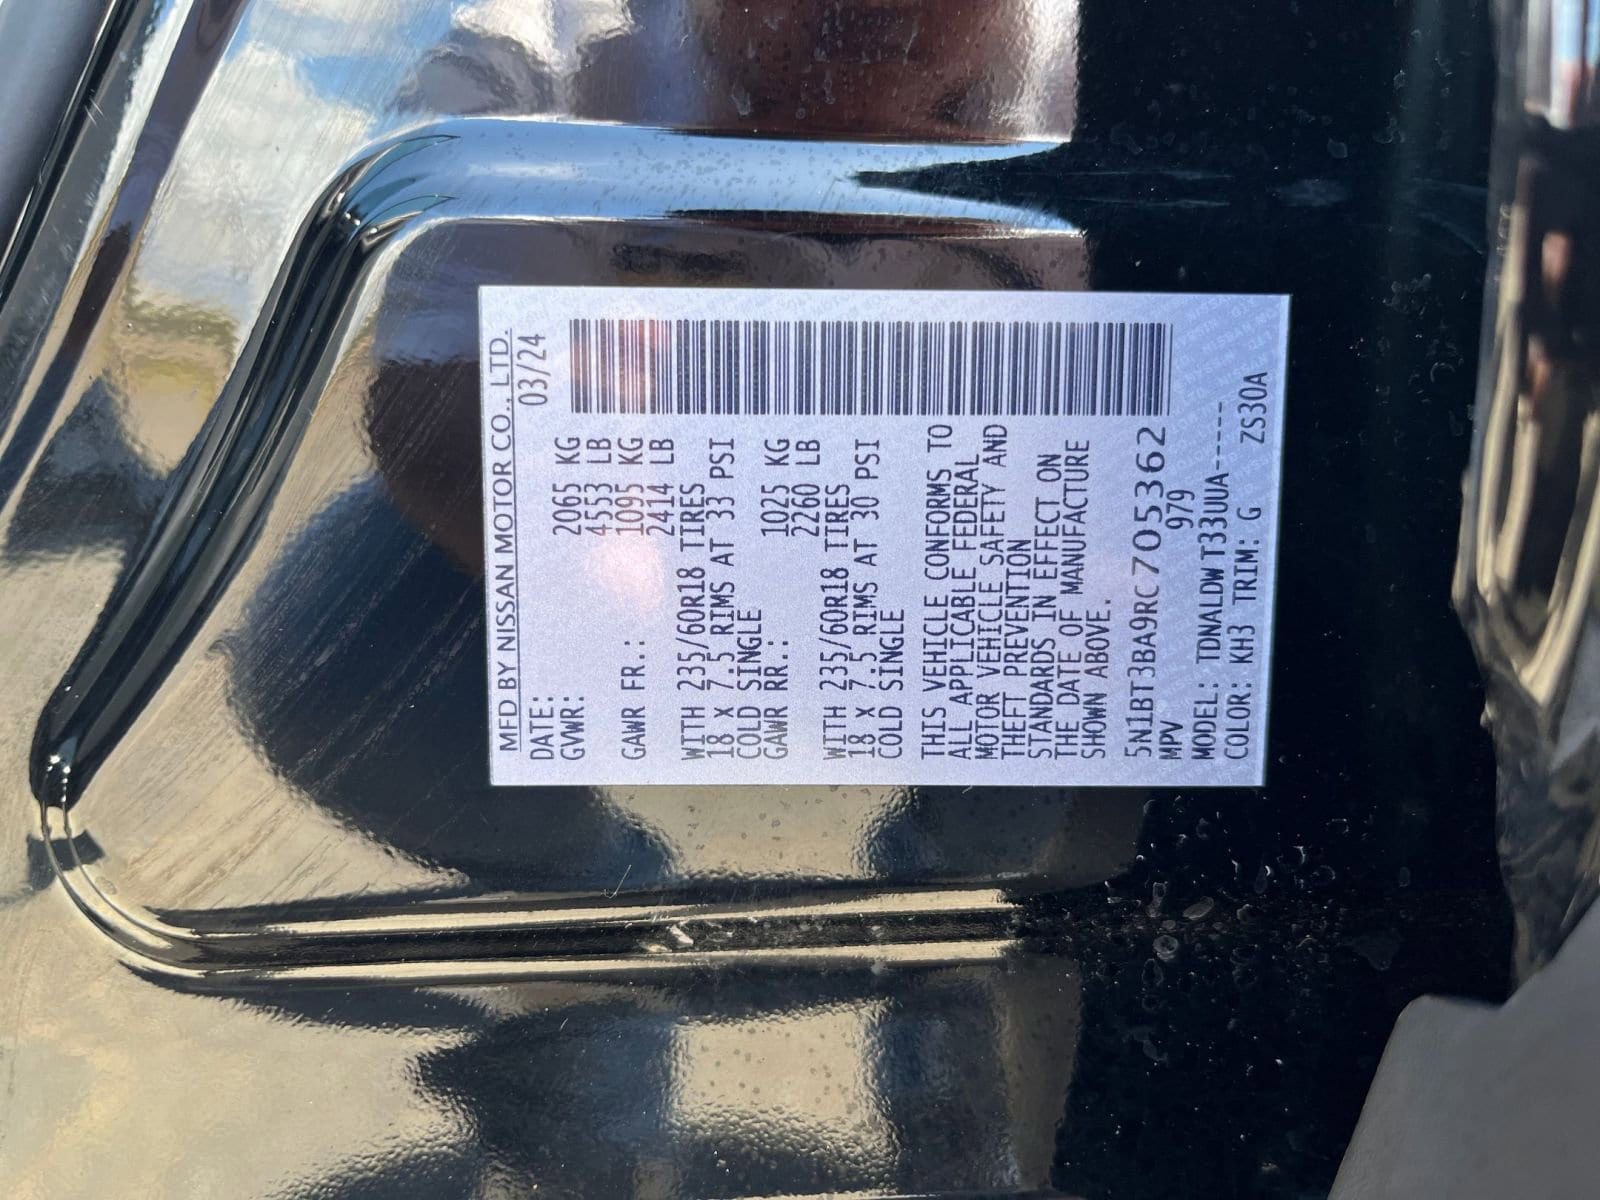 MFD BY NISSAN MOTOR CO., LTD.
DATE: 03/24
GVWR: 2065 KG
4553 LB
GAWR FR.: 1095 KG
2414 LB
WITH 235/60R18 TIRES
18 x 7.5 RIMS AT 33 PSI
COLD SINGLE
GAWR RR.: 1025 KG
2260 LB
WITH 235/60R18 TIRES
18 x 7.5 RIMS AT 30 PSI
COLD SINGLE
THIS VEHICLE CONFORMS TO
ALL APPLICABLE FEDERAL
MOTOR VEHICLE SAFETY AND
THEFT PREVENTION
STANDARDS IN EFFECT ON
THE DATE OF MANUFACTURE
SHOWN ABOVE.
5N1BT3BA9RC705362
MPV 979
MODEL: TDNALDW T33UUA-----
COLOR: KH3 TRIM: G ZS30A